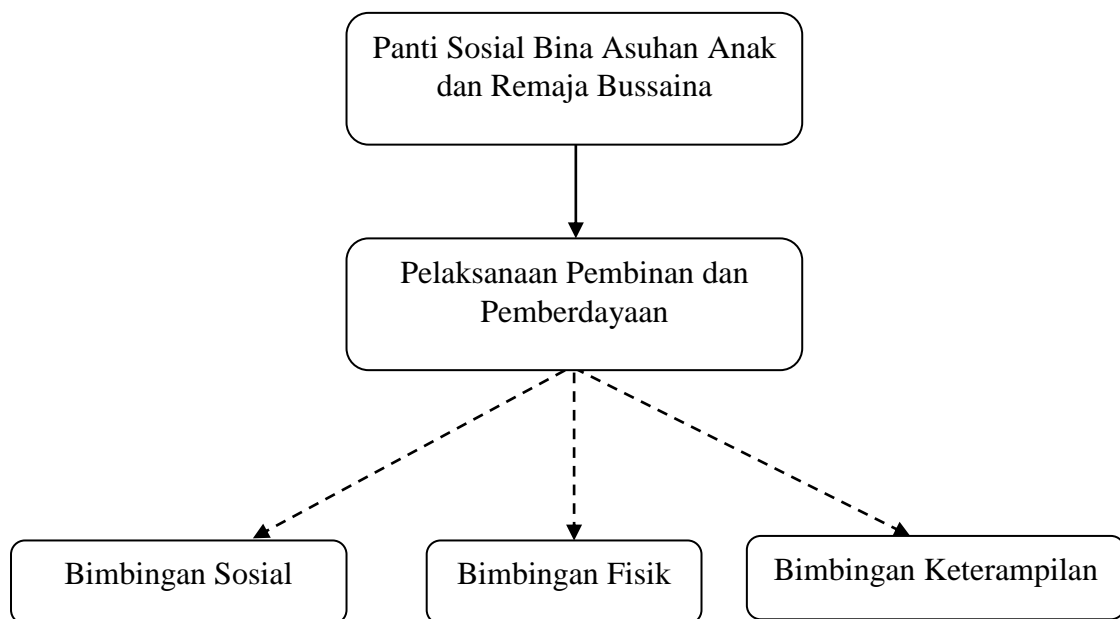 Panti Sosial Bina Asuhan Anak
dan Remaja Bussaina
Pelaksanaan Pembinan dan
Pemberdayaan
Bimbingan Sosial
Bimbingan Fisik
Bimbingan Keterampilan